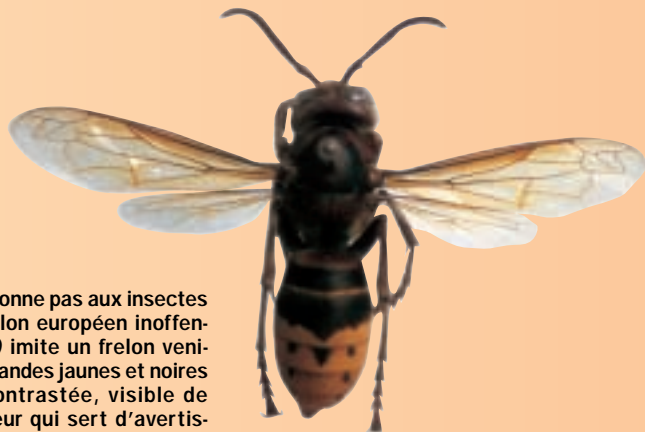 onne pas aux insectes
lon européen inoffen-
) imite un frelon veni-
andes jaunes et noires
ontrastée, visible de
eur qui sert d'avertis-